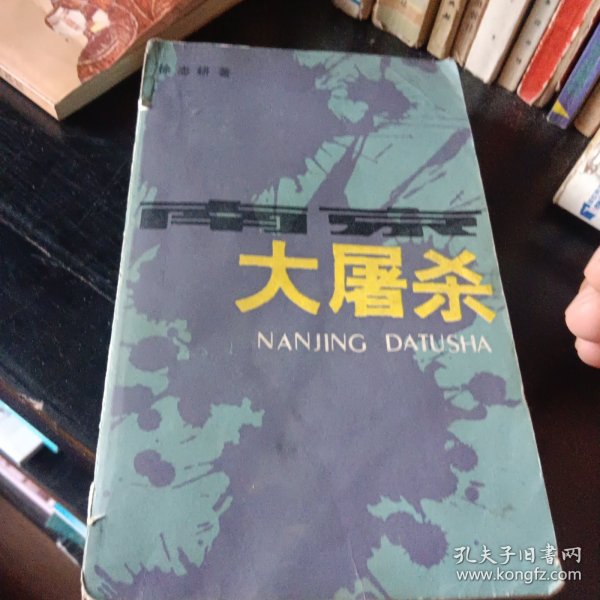 徐志耕 著
南京
大屠杀
NANJING DATUSHA
孔夫子旧书网
www.kongfz.com